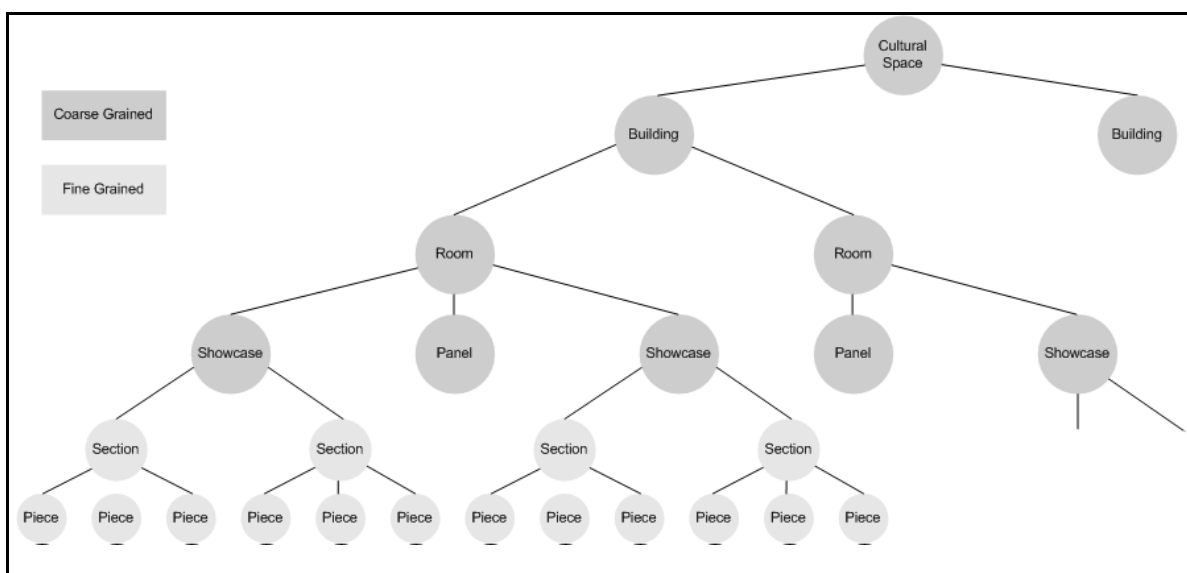 Cultural
Space
Coarse Grained
Building
Building
Fine Grained
Room
Room
Showcase
Panel
Showcase
Panel
Showcase
Section
Section
Section
Section
Piece
Piece
Piece
Piece
Piece
Piece
Piece
Piece
Piece
Piece
Piece
Piece